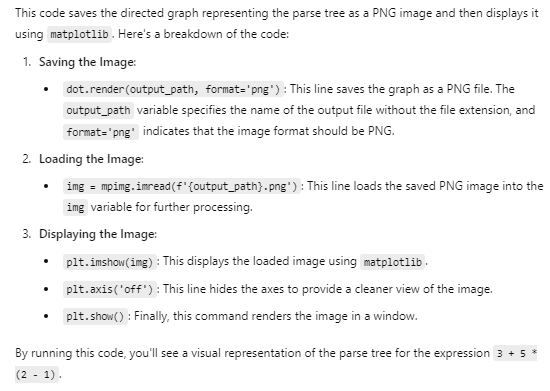 This code saves the directed graph representing the parse tree as a PNG image and then displays it
using matplotlib. Here's a breakdown of the code:
1. Saving the Image:
• dot.render(output_path, format='png'): This line saves the graph as a PNG file. The
output_path variable specifies the name of the output file without the file extension, and
format='png' indicates that the image format should be PNG.
2. Loading the Image:
• img = mpimg.imread(f'{output_path}.png'): This line loads the saved PNG image into the
img variable for further processing.
3. Displaying the Image:
• plt.imshow(img): This displays the loaded image using matplotlib.
• plt.axis('off'): This line hides the axes to provide a cleaner view of the image.
• plt.show(): Finally, this command renders the image in a window.
By running this code, you'll see a visual representation of the parse tree for the expression 3 + 5 *
(2 - 1).